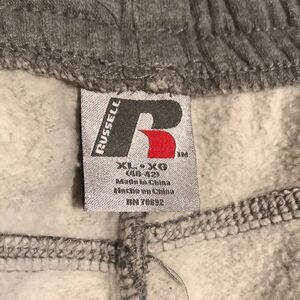 RUSSELL
TM
XL • XG
(40-42)
Made in China
Hecho en China
RN 70892